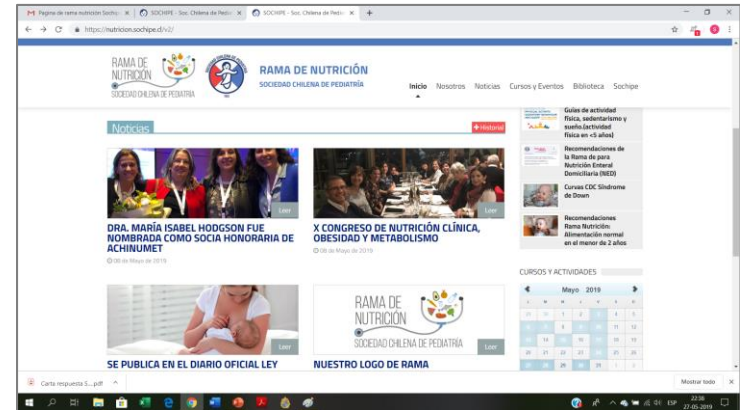 Pagina de rama nutrición Sochip
SOCHIPE - Soc. Chilena de Pedia
SOCHIPE - Soc. Chilena de Pedia
https://nutricion.sochipe.cl/v2/
RAMA DE
NUTRICIÓN
SOCIEDAD CHILENA DE PEDIATRÍA
RAMA DE NUTRICIÓN
SOCIEDAD CHILENA DE PEDIATRÍA
Inicio Nosotros Noticias Cursos y Eventos Biblioteca Sochipe
Noticias
+ Historial
Leer
DRA. MARÍA ISABEL HODGSON FUE
NOMBRADA COMO SOCIA HONORARIA DE
ACHINUMET
08 de Mayo de 2019
Leer
X CONGRESO DE NUTRICIÓN CLÍNICA,
OBESIDAD Y METABOLISMO
08 de Mayo de 2019
Leer
SE PUBLICA EN EL DIARIO OFICIAL LEY
RAMA DE
NUTRICIÓN
SOCIEDAD CHILENA DE PEDIATRÍA
Leer
NUESTRO LOGO DE RAMA
Guías de actividad
física, sedentarismo y
sueño.(actividad
física en <5 años)
Recomendaciones de
la Rama de para
Nutrición Enteral
Domiciliaria (NED)
Curvas CDC Síndrome
de Down
Recomendaciones
Rama Nutrición:
Alimentación normal
en el menor de 2 años
CURSOS Y ACTIVIDADES
Mayo 2019
Carta respuesta S....pdf
Mostrar todo
ESP
22:36
27-05-2019